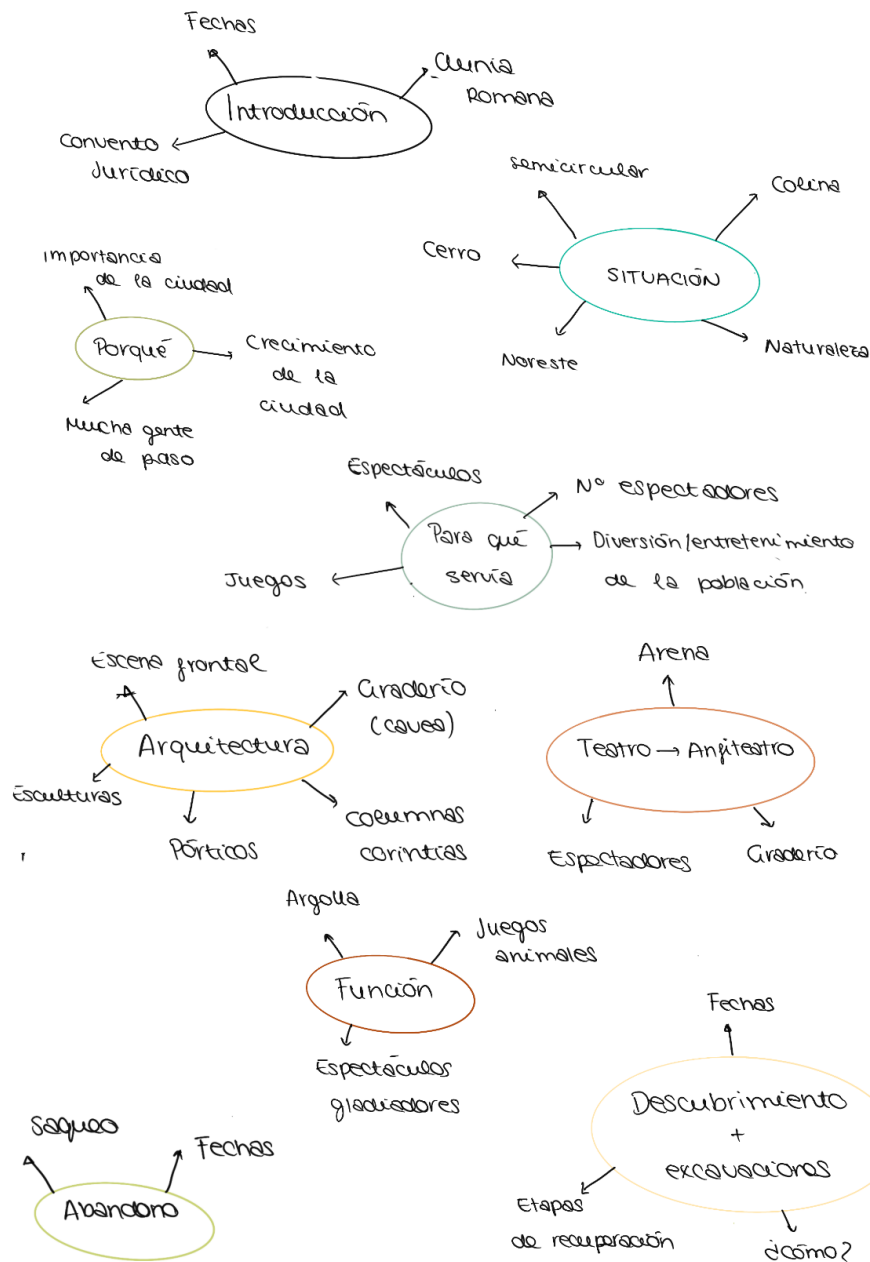 Fechas
Clunia
Romana
Introducción
Convento
Jurídico
semicircular
Colina
Cerro
SITUACIÓN
Noreste
Naturaleza
Importancia
de la ciudad
Porqué
Crecimiento
de la
ciudad
Mucha gente
de paso
Espectáculos
Nº espectadores
Para qué
servía
Diversión/entretenimiento
de la población
Juegos
Escena frontal
Graderío
(cavea)
Arquitectura
Esculturas
Pórticos
columnas
corintias
Arena
Teatro → Anfiteatro
Espectadores
Graderío
Argolla
Juegos
animales
Función
Espectáculos
gladiadores
Fechas
Descubrimiento
+
excavaciones
Etapas
de recuperación
¿cómo?
saqueo
Fechas
Abandono